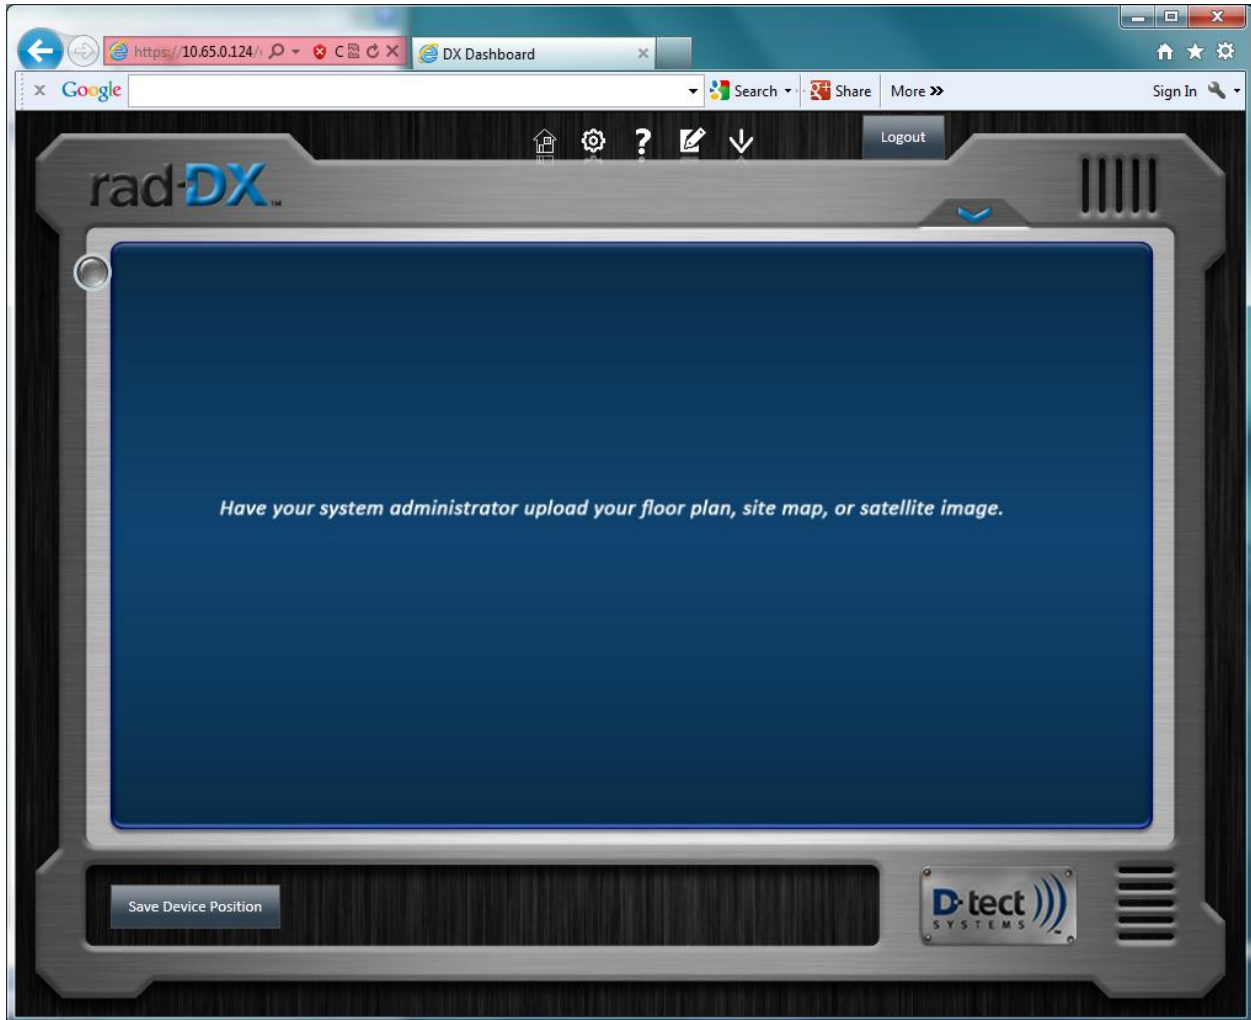 https://10.65.0.124/
DX Dashboard
Google
Search
Share
More »
Sign In
Logout
rad-DX™
Have your system administrator upload your floor plan, site map, or satellite image.
Save Device Position
D·tect
SYSTEMS